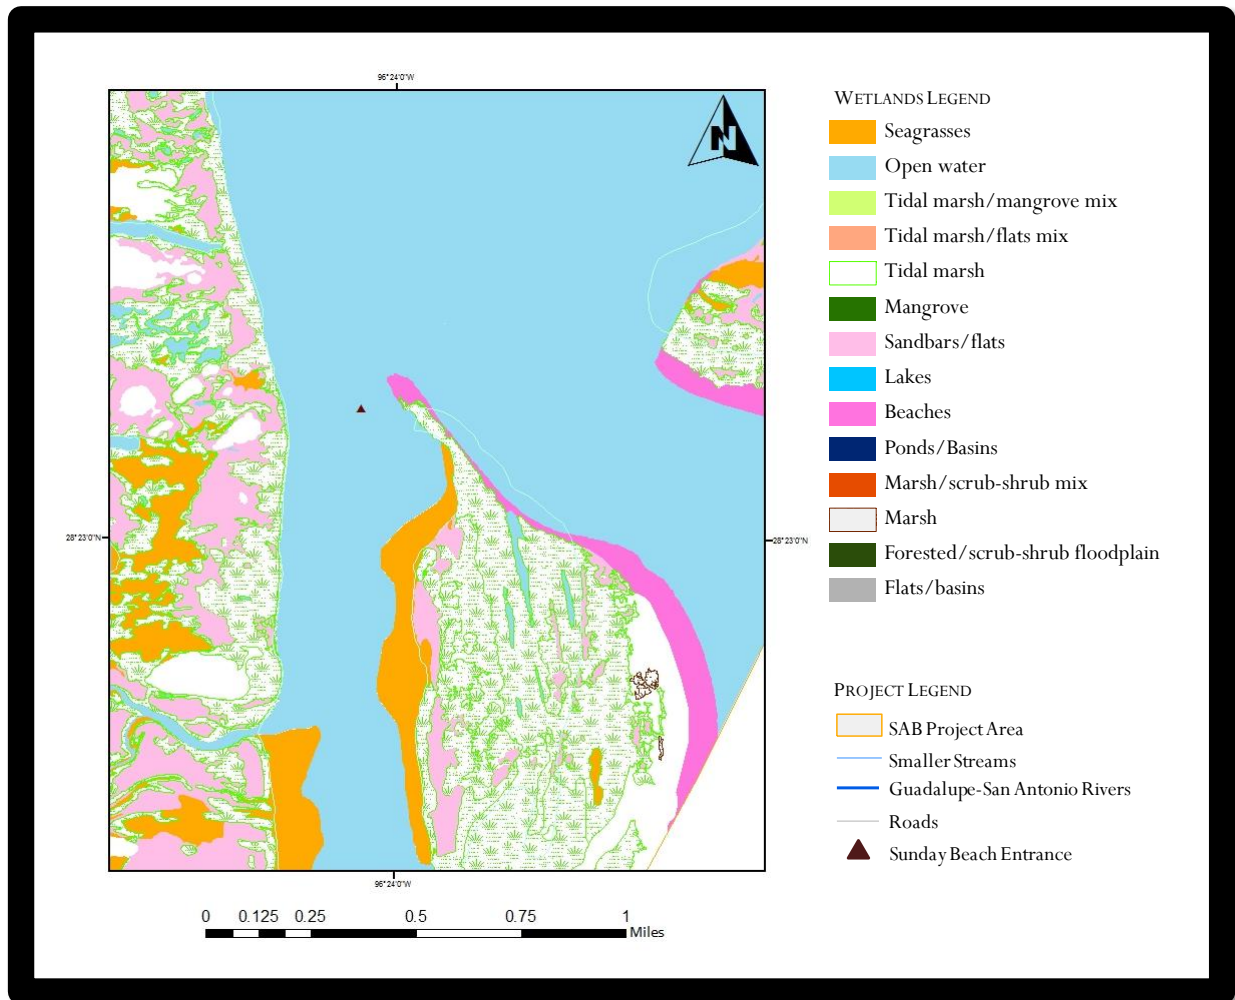 96°24'0"W
N
28°23'0"N
28°23'0"N
96°24'0"W
0 0.125 0.25 0.5 0.75 1
Miles
WETLANDS LEGEND
Seagrasses
Open water
Tidal marsh/mangrove mix
Tidal marsh/flats mix
Tidal marsh
Mangrove
Sandbars/flats
Lakes
Beaches
Ponds/Basins
Marsh/scrub-shrub mix
Marsh
Forested/scrub-shrub floodplain
Flats/basins
PROJECT LEGEND
SAB Project Area
Smaller Streams
Guadalupe-San Antonio Rivers
Roads
Sunday Beach Entrance